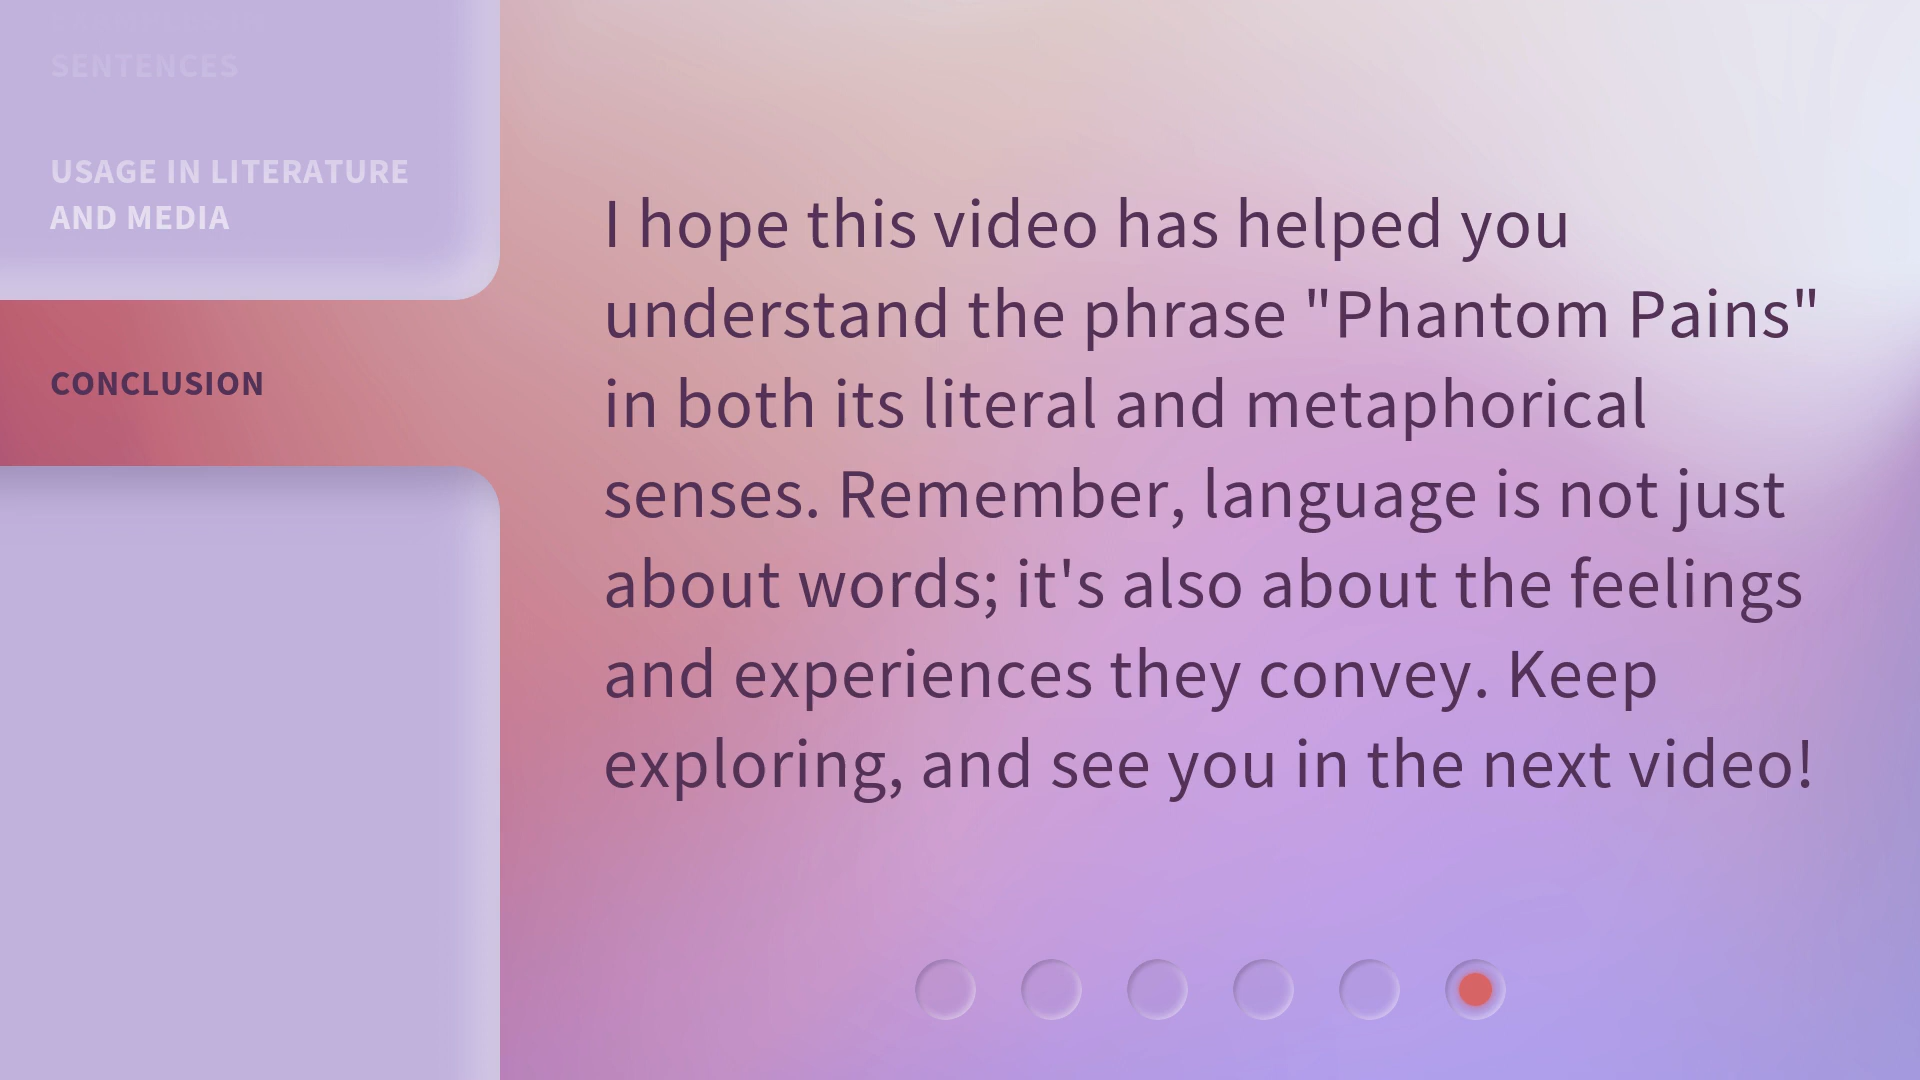 SENTENCES
USAGE IN LITERATURE
AND MEDIA
CONCLUSION
I hope this video has helped you
understand the phrase "Phantom Pains"
in both its literal and metaphorical
senses. Remember, language is not just
about words; it's also about the feelings
and experiences they convey. Keep
exploring, and see you in the next video!